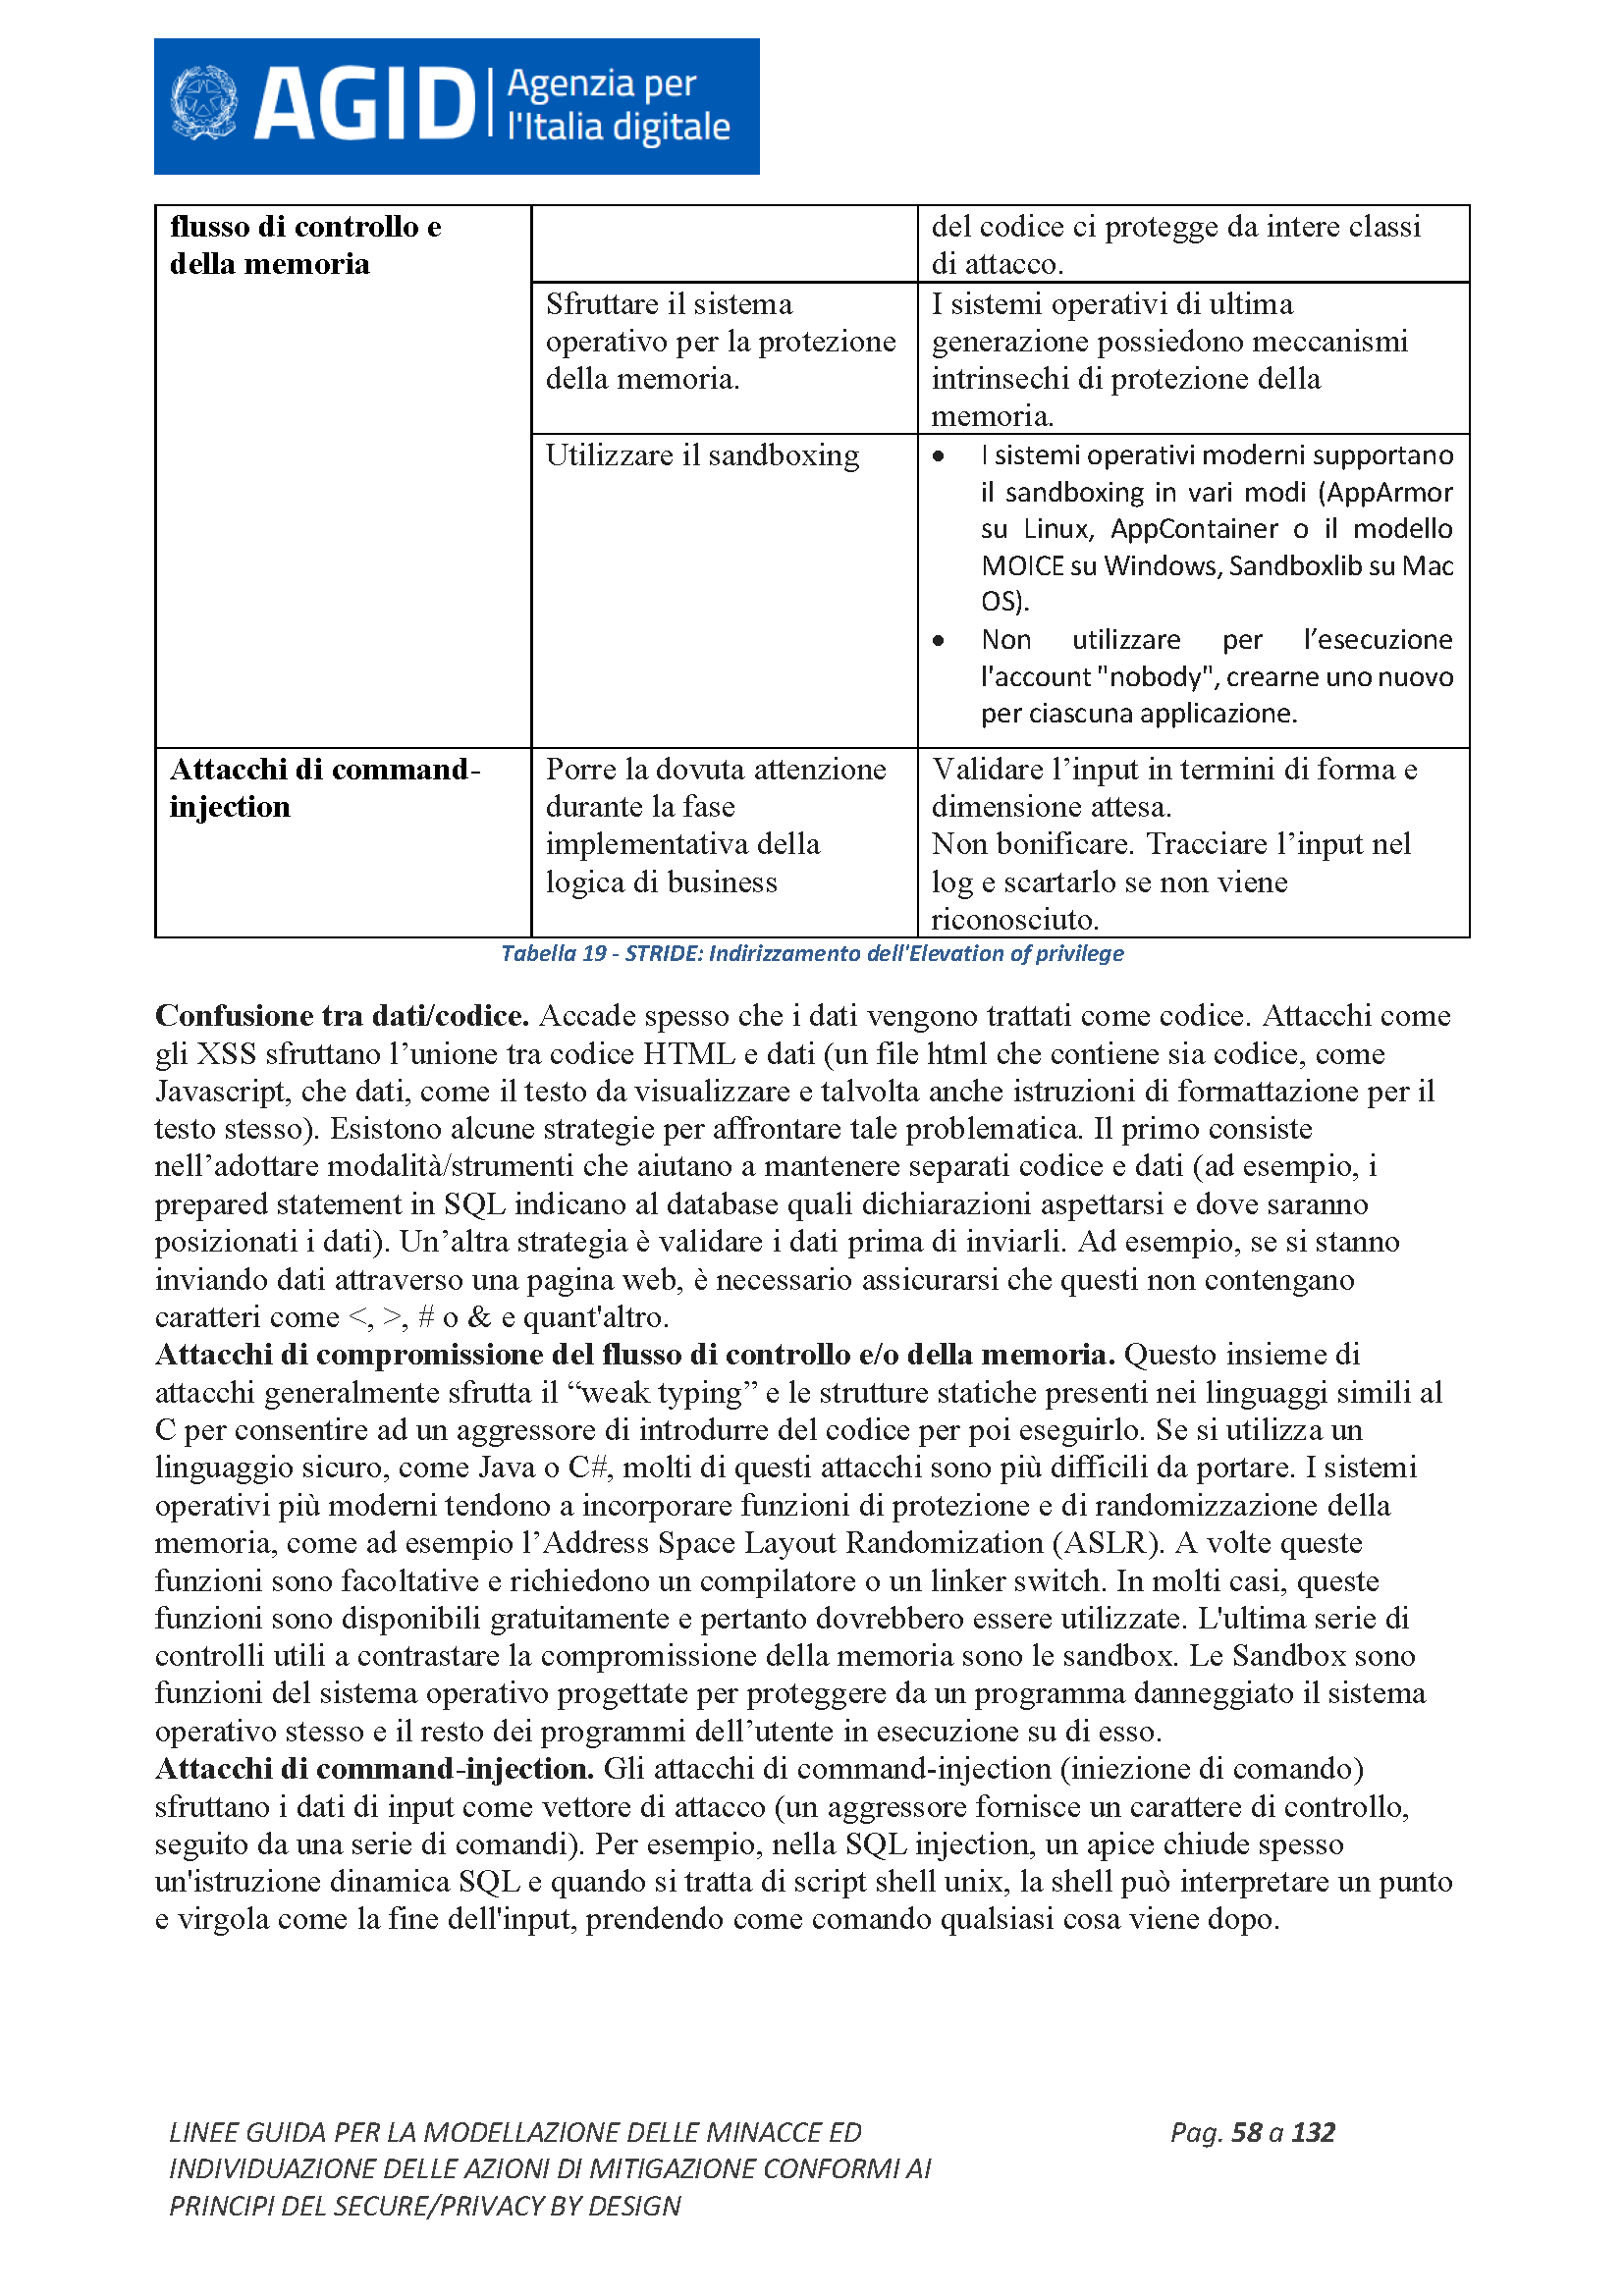 AGID Agenzia per
l'Italia digitale
flusso di controllo e
della memoria
del codice ci protegge da intere classi
di attacco.
Sfruttare il sistema
operativo per la protezione
della memoria.
I sistemi operativi di ultima
generazione possiedono meccanismi
intrinsechi di protezione della
memoria.
Utilizzare il sandboxing
• I sistemi operativi moderni supportano
il sandboxing in vari modi (AppArmor
su Linux, AppContainer o il modello
MOICE su Windows, Sandboxlib su Mac
OS).
• Non utilizzare per l’esecuzione
l'account "nobody", crearne uno nuovo
per ciascuna applicazione.
Attacchi di command-
injection
Porre la dovuta attenzione
durante la fase
implementativa della
logica di business
Validare l’input in termini di forma e
dimensione attesa.
Non bonificare. Tracciare l’input nel
log e scartarlo se non viene
riconosciuto.
Tabella 19 - STRIDE: Indirizzamento dell'Elevation of privilege
Confusione tra dati/codice. Accade spesso che i dati vengono trattati come codice. Attacchi come
gli XSS sfruttano l’unione tra codice HTML e dati (un file html che contiene sia codice, come
Javascript, che dati, come il testo da visualizzare e talvolta anche istruzioni di formattazione per il
testo stesso). Esistono alcune strategie per affrontare tale problematica. Il primo consiste
nell’adottare modalità/strumenti che aiutano a mantenere separati codice e dati (ad esempio, i
prepared statement in SQL indicano al database quali dichiarazioni aspettarsi e dove saranno
posizionati i dati). Un’altra strategia è validare i dati prima di inviarli. Ad esempio, se si stanno
inviando dati attraverso una pagina web, è necessario assicurarsi che questi non contengano
caratteri come <, >, # o & e quant'altro.
Attacchi di compromissione del flusso di controllo e/o della memoria. Questo insieme di
attacchi generalmente sfrutta il “weak typing” e le strutture statiche presenti nei linguaggi simili al
C per consentire ad un aggressore di introdurre del codice per poi eseguirlo. Se si utilizza un
linguaggio sicuro, come Java o C#, molti di questi attacchi sono più difficili da portare. I sistemi
operativi più moderni tendono a incorporare funzioni di protezione e di randomizzazione della
memoria, come ad esempio l’Address Space Layout Randomization (ASLR). A volte queste
funzioni sono facoltative e richiedono un compilatore o un linker switch. In molti casi, queste
funzioni sono disponibili gratuitamente e pertanto dovrebbero essere utilizzate. L'ultima serie di
controlli utili a contrastare la compromissione della memoria sono le sandbox. Le Sandbox sono
funzioni del sistema operativo progettate per proteggere da un programma danneggiato il sistema
operativo stesso e il resto dei programmi dell’utente in esecuzione su di esso.
Attacchi di command-injection. Gli attacchi di command-injection (iniezione di comando)
sfruttano i dati di input come vettore di attacco (un aggressore fornisce un carattere di controllo,
seguito da una serie di comandi). Per esempio, nella SQL injection, un apice chiude spesso
un'istruzione dinamica SQL e quando si tratta di script shell unix, la shell può interpretare un punto
e virgola come la fine dell'input, prendendo come comando qualsiasi cosa viene dopo.
LINEE GUIDA PER LA MODELLAZIONE DELLE MINACCE ED
INDIVIDUAZIONE DELLE AZIONI DI MITIGAZIONE CONFORMI AI
PRINCIPI DEL SECURE/PRIVACY BY DESIGN
Pag. 58 a 132